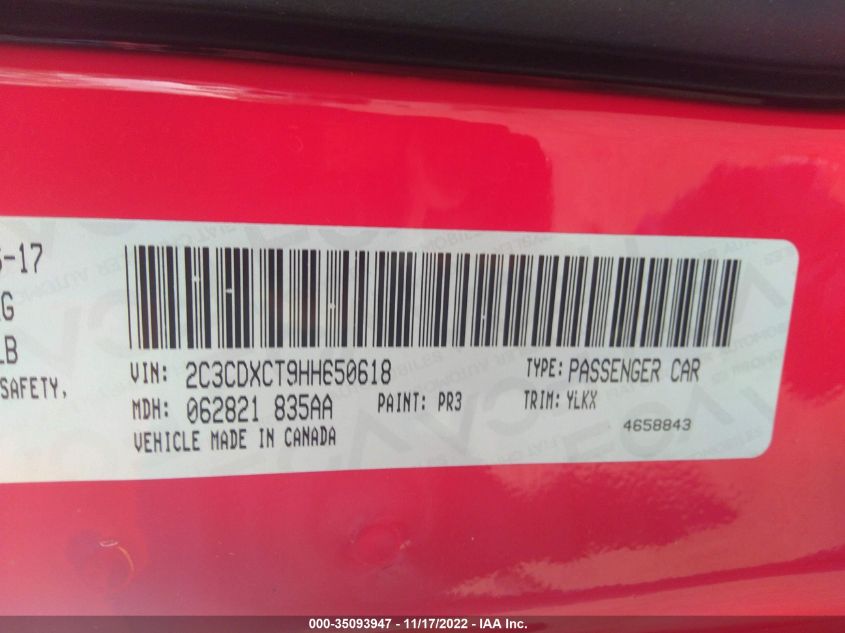 -17
G
LB
SAFETY,
VIN: 2C3CDXCT9HH650618 TYPE: PASSENGER CAR
MDH: 062821 835AA PAINT: PR3 TRIM: YLKX
VEHICLE MADE IN CANADA 4658843
000-35093947 - 11/17/2022 - IAA Inc.